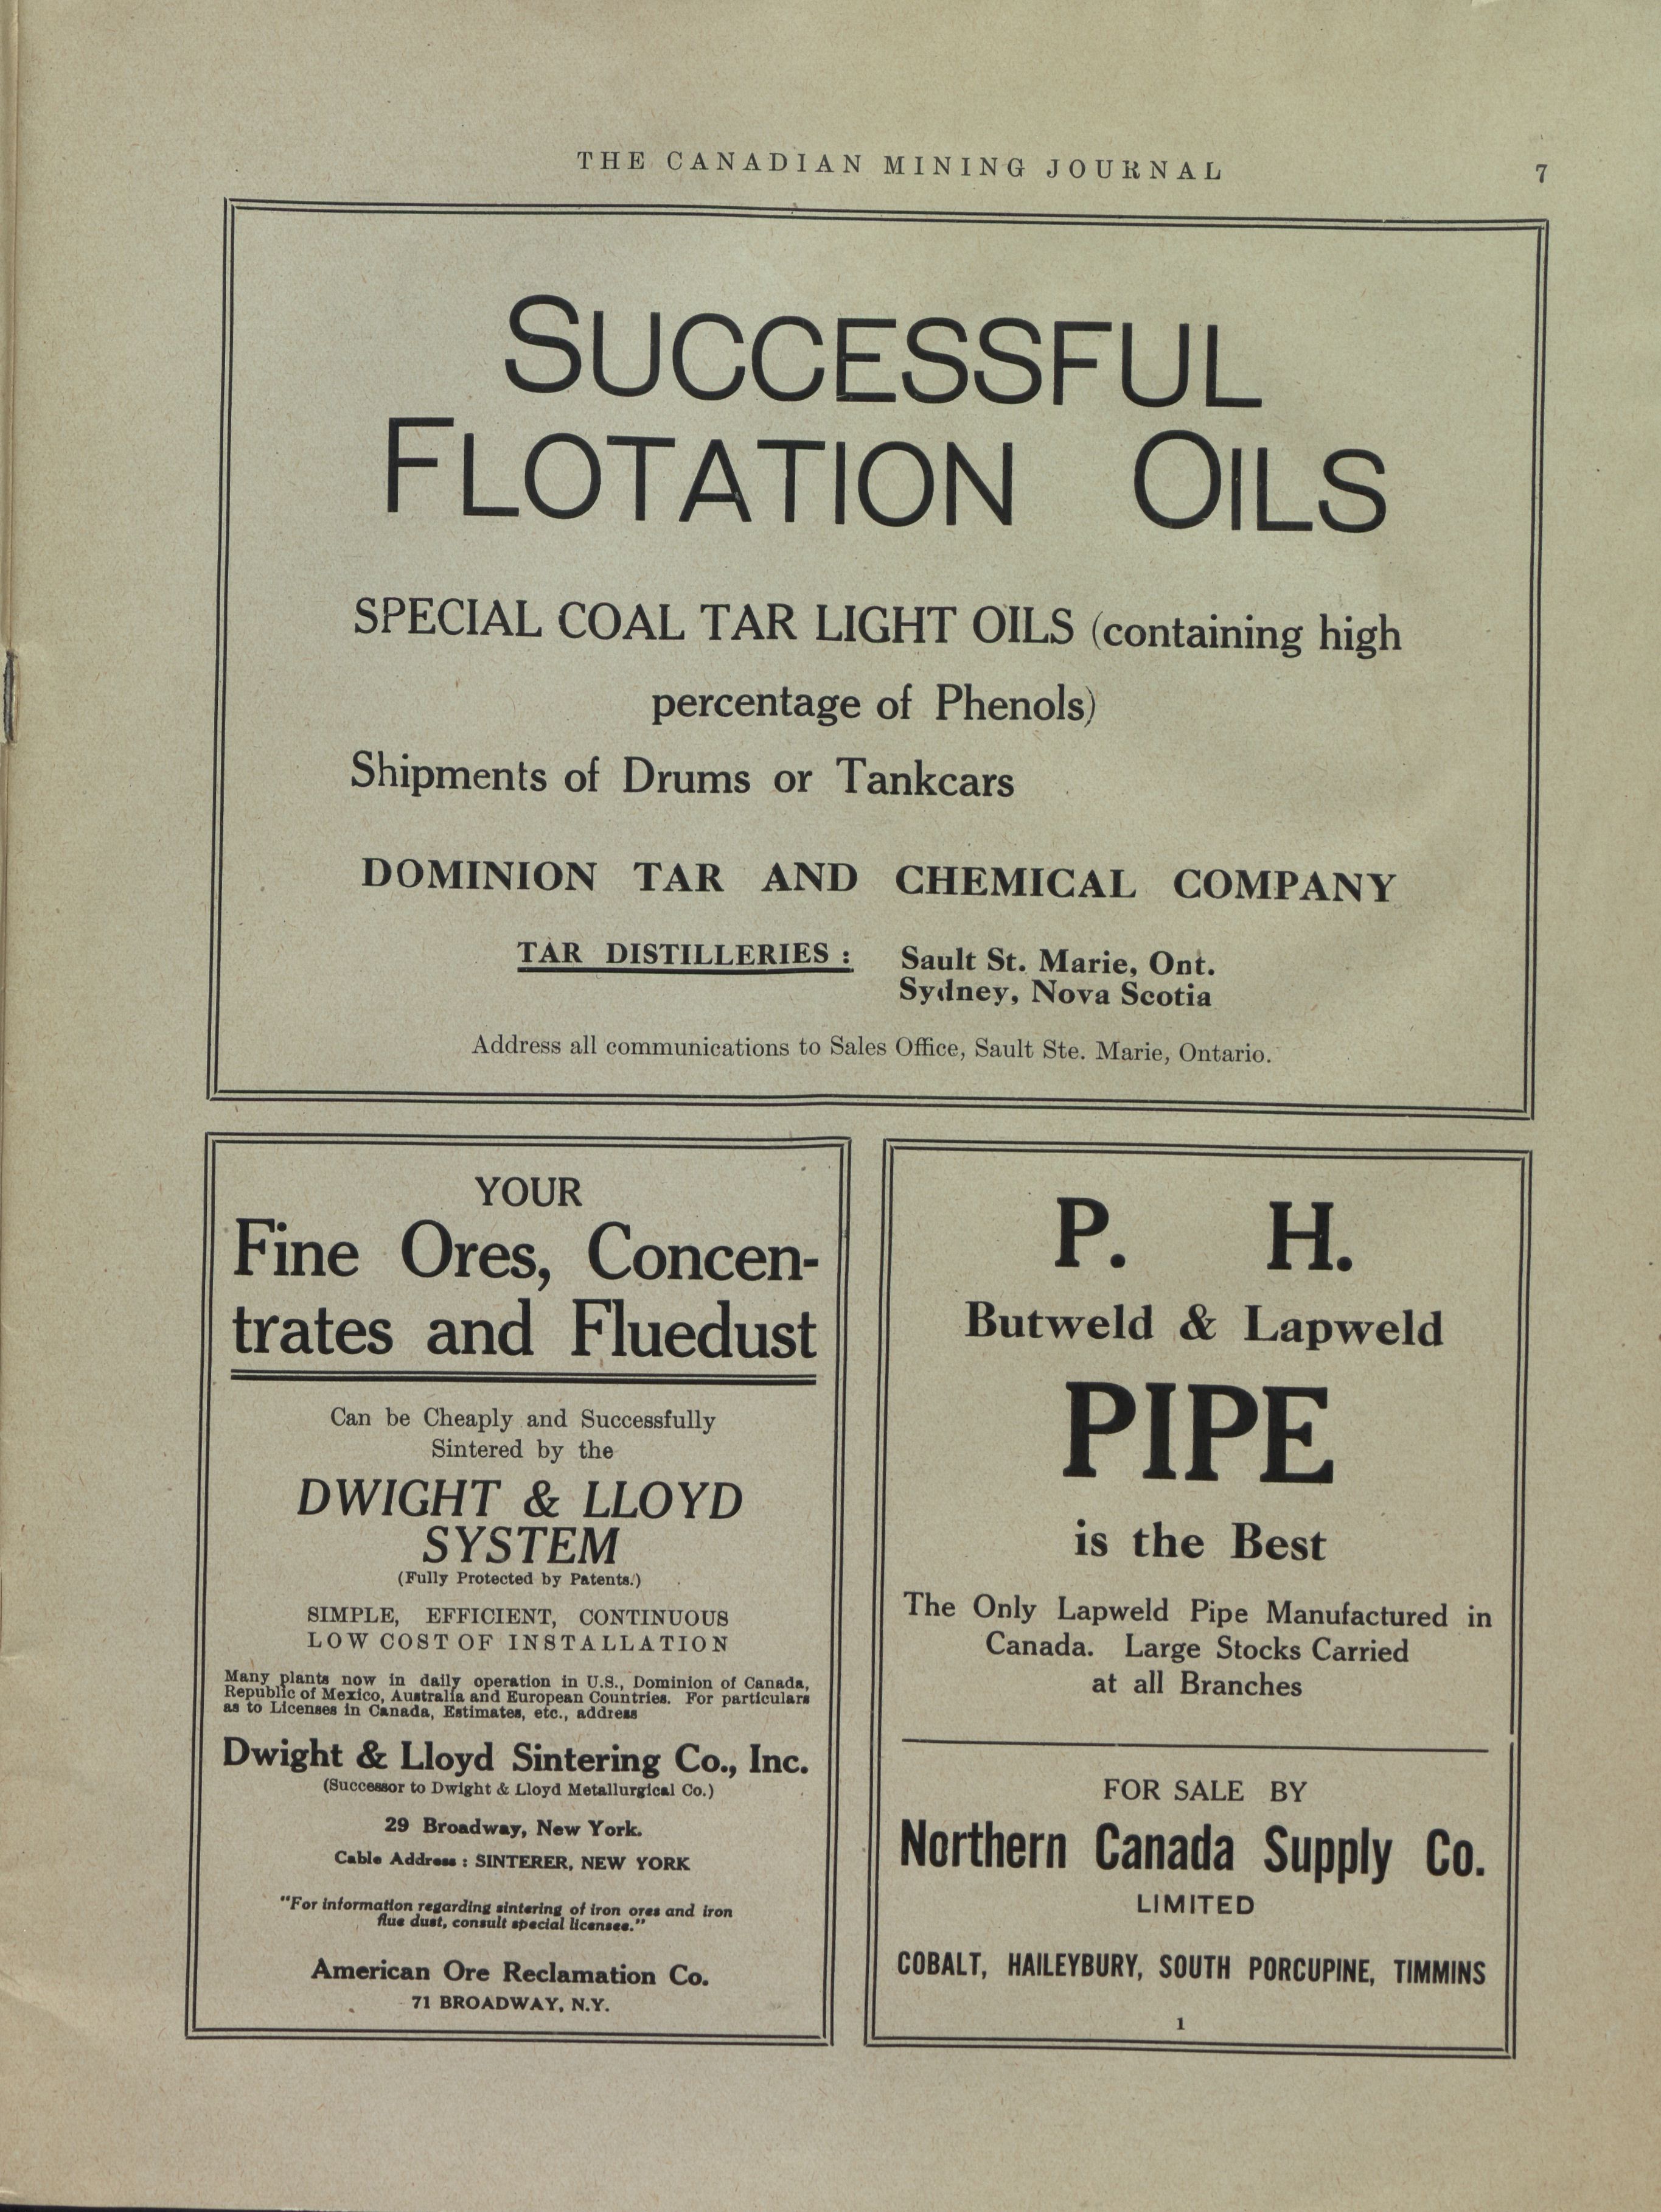 THE CANADIAN MINING JOURNAL 7
SUCCESSFUL
FLOTATION OILS
SPECIAL COAL TAR LIGHT OILS (containing high
percentage of Phenols)
Shipments of Drums or Tankcars
DOMINION TAR AND CHEMICAL COMPANY
TAR DISTILLERIES: Sault St. Marie, Ont.
Sydney, Nova Scotia
Address all communications to Sales Office, Sault Ste. Marie, Ontario.
YOUR
Fine Ores, Concen-
trates and Fluedust
Can be Cheaply and Successfully
Sintered by the
DWIGHT & LLOYD
SYSTEM
(Fully Protected by Patents.)
SIMPLE, EFFICIENT, CONTINUOUS
LOW COST OF INSTALLATION
Many plants now in daily operation in U.S., Dominion of Canada,
Republic of Mexico, Australia and European Countries. For particulars
as to Licenses in Canada, Estimates, etc., address
Dwight & Lloyd Sintering Co., Inc.
(Successor to Dwight & Lloyd Metallurgical Co.)
29 Broadway, New York.
Cable Address: SINTERER, NEW YORK
"For information regarding sintering of iron ores and iron
flue dust, consult special licenses."
American Ore Reclamation Co.
71 BROADWAY, N.Y.
P. H.
Butweld & Lapweld
PIPE
is the Best
The Only Lapweld Pipe Manufactured in
Canada. Large Stocks Carried
at all Branches
FOR SALE BY
Northern Canada Supply Co.
LIMITED
COBALT, HAILEYBURY, SOUTH PORCUPINE, TIMMINS
1